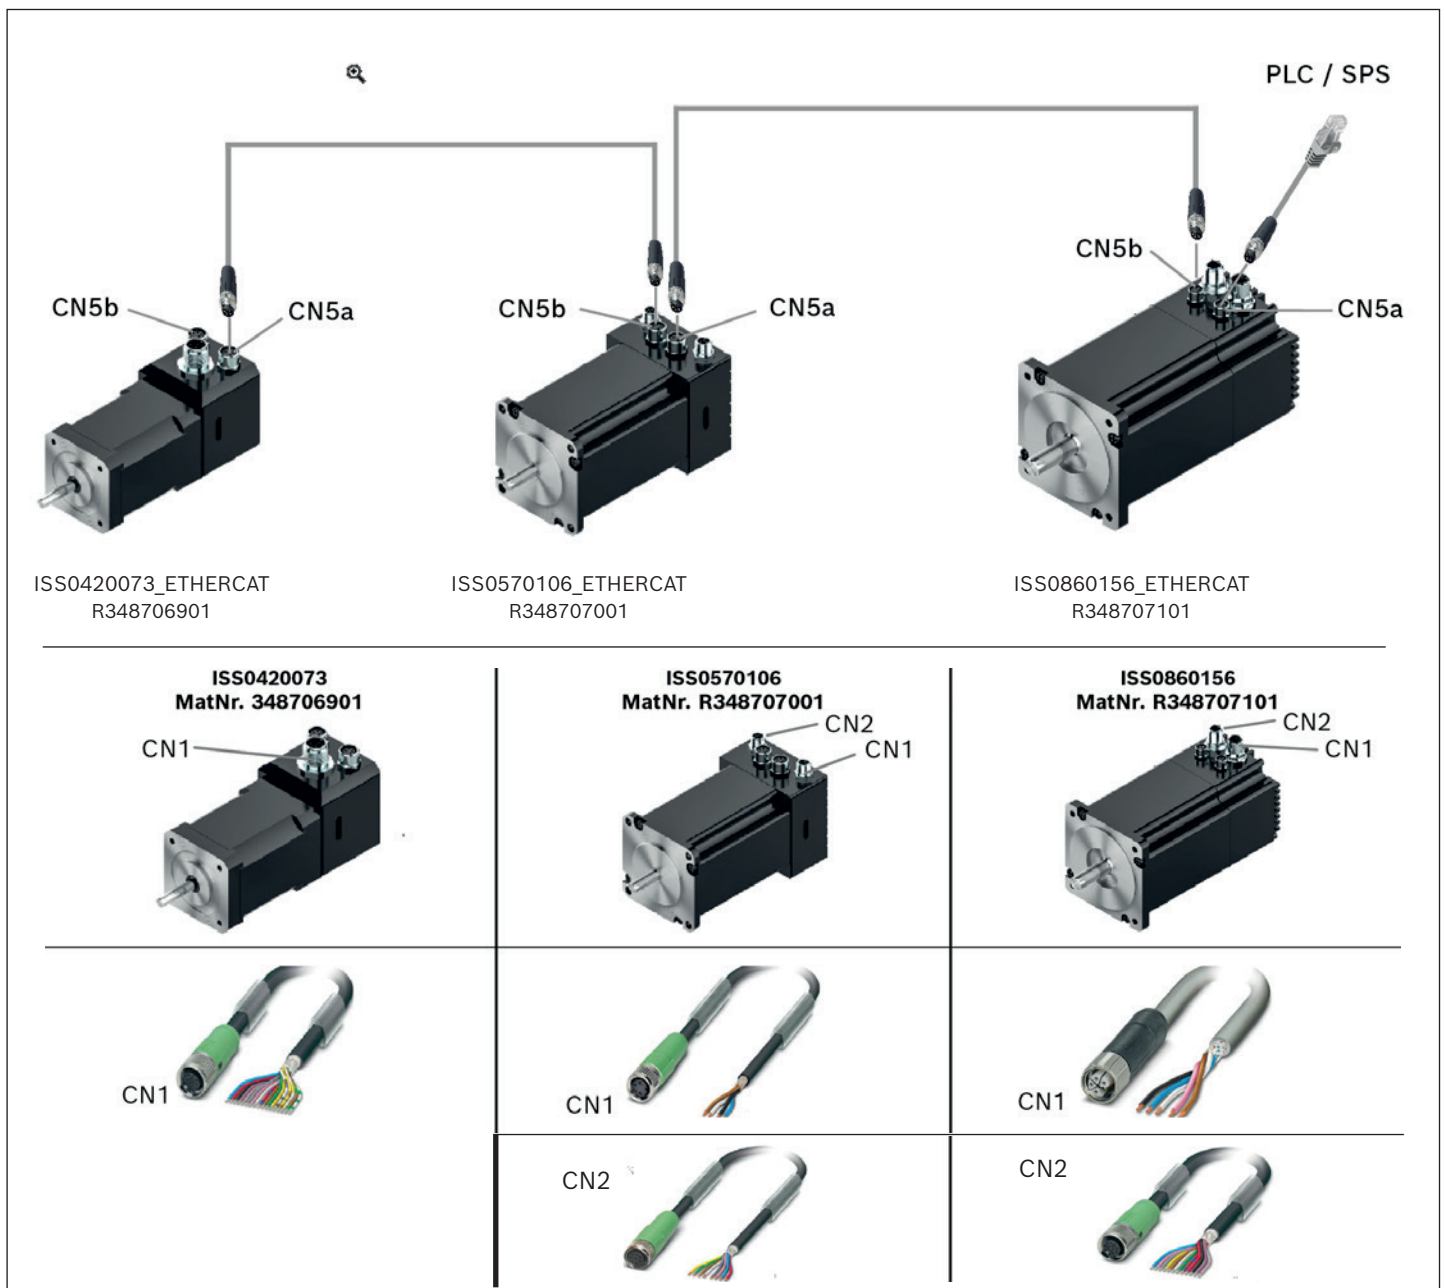 PLC / SPS
CN5b
CN5a
CN5b
CN5a
CN5b
CN5a
ISS0420073_ETHERCAT
R348706901
ISS0570106_ETHERCAT
R348707001
ISS0860156_ETHERCAT
R348707101
ISS0420073
MatNr. 348706901
CN1
ISS0570106
MatNr. R348707001
CN2
CN1
ISS0860156
MatNr. R348707101
CN2
CN1
CN1
CN1
CN1
CN2
CN2